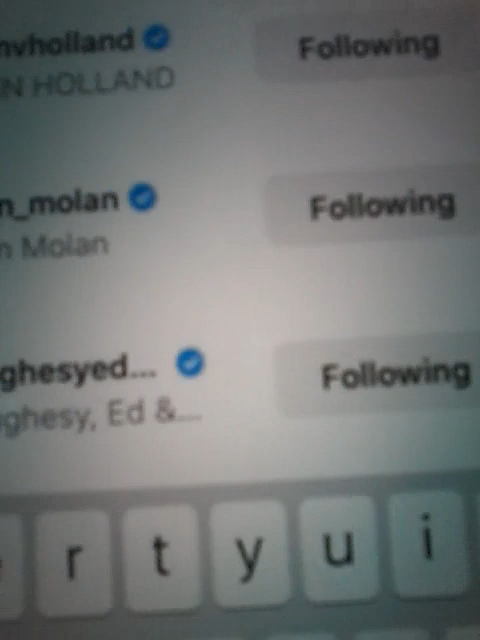 nvholland Following
N HOLLAND
n_molan Following
n Molan
ghesyed...  Following
ghesy, Ed &...
r t y u i